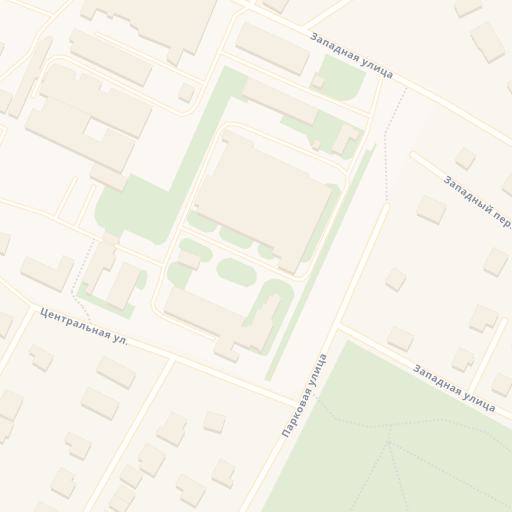 Западная улица
Западный пер.
Центральная ул.
Парковая улица
Западная улица